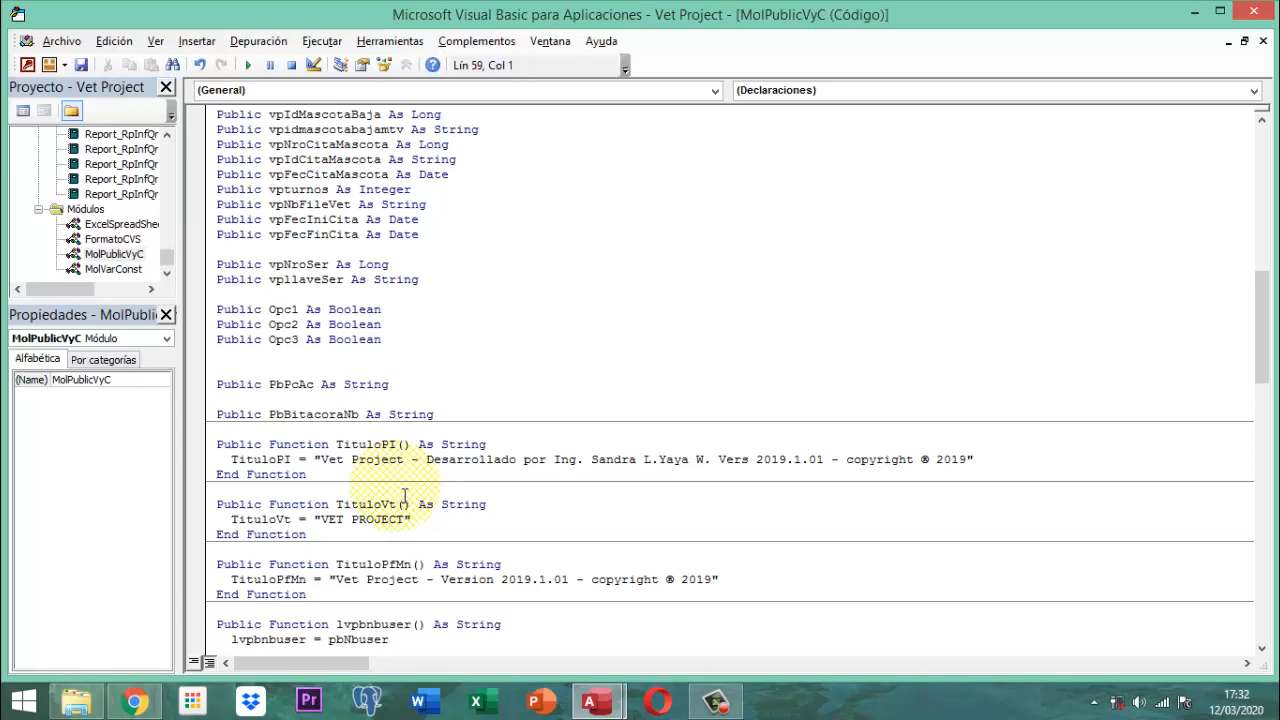 Microsoft Visual Basic para Aplicaciones - Vet Project - [MolPublicVyC (Código)]
Archivo Edición Ver Insertar Depuración Ejecutar Herramientas Complementos Ventana Ayuda
Lín 59, Col 1
Proyecto - Vet Project
(General)
(Declaraciones)
Report_RpInfQr
Report_RpInfQr
Report_RpInfQr
Report_RpInfQr
Report_RpInfQr
Módulos
ExcelSpreadShe
FormatoCVS
MolPublicVyC
MolVarConst
Propiedades - MolPubli
MolPublicVyC Módulo
Alfabética Por categorías
(Name) MolPublicVyC
Public vpIdMascotaBaja As Long
Public vpidmascotabajamtv As String
Public vpNroCitaMascota As Long
Public vpIdCitaMascota As String
Public vpFecCitaMascota As Date
Public vpturnos As Integer
Public vpNbFileVet As String
Public vpFecIniCita As Date
Public vpFecFinCita As Date
Public vpNroSer As Long
Public vpllaveSer As String
Public Opc1 As Boolean
Public Opc2 As Boolean
Public Opc3 As Boolean
Public PbPcAc As String
Public PbBitacoraNb As String
Public Function TituloPI() As String
TituloPI = "Vet Project - Desarrollado por Ing. Sandra L.Yaya W. Vers 2019.1.01 - copyright ® 2019"
End Function
Public Function TituloVt() As String
TituloVt = "VET PROJECT"
End Function
Public Function TituloPfMn() As String
TituloPfMn = "Vet Project - Version 2019.1.01 - copyright ® 2019"
End Function
Public Function lvpbnbuser() As String
lvpbnbuser = pbNbuser
17:32
12/03/2020